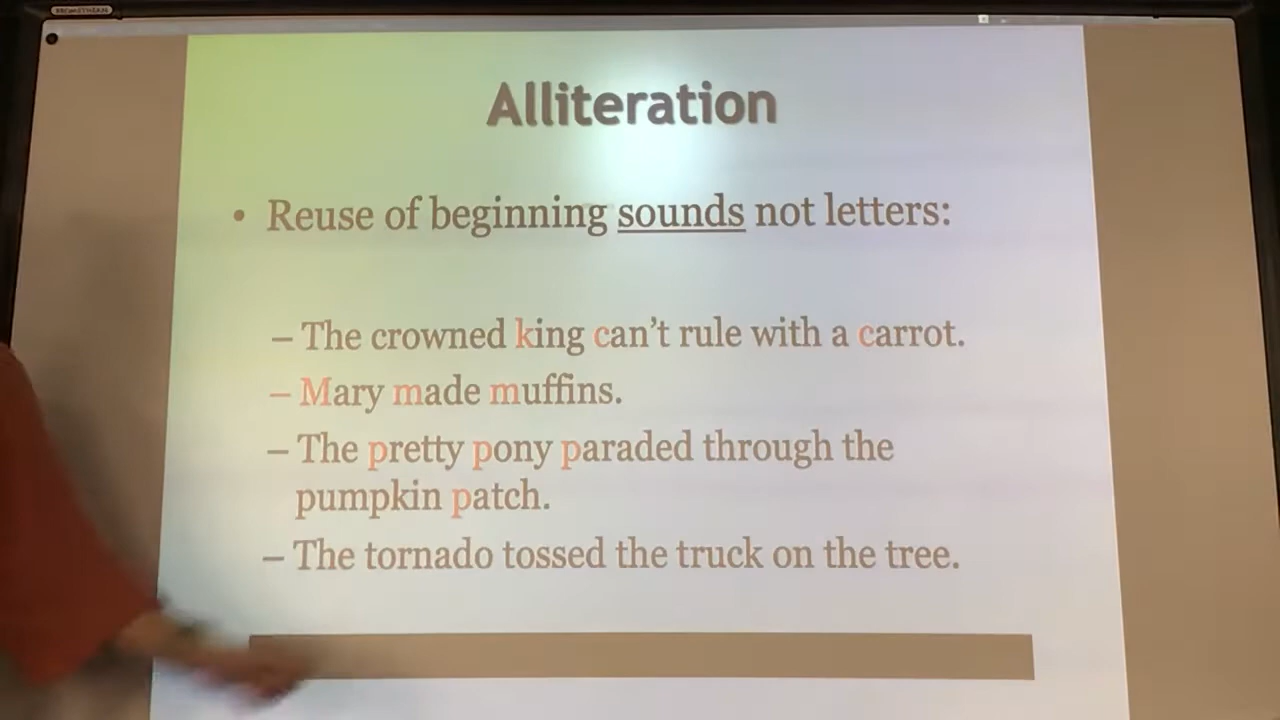 Alliteration
• Reuse of beginning sounds not letters:
– The crowned king can't rule with a carrot.
– Mary made muffins.
– The pretty pony paraded through the
pumpkin patch.
– The tornado tossed the truck on the tree.